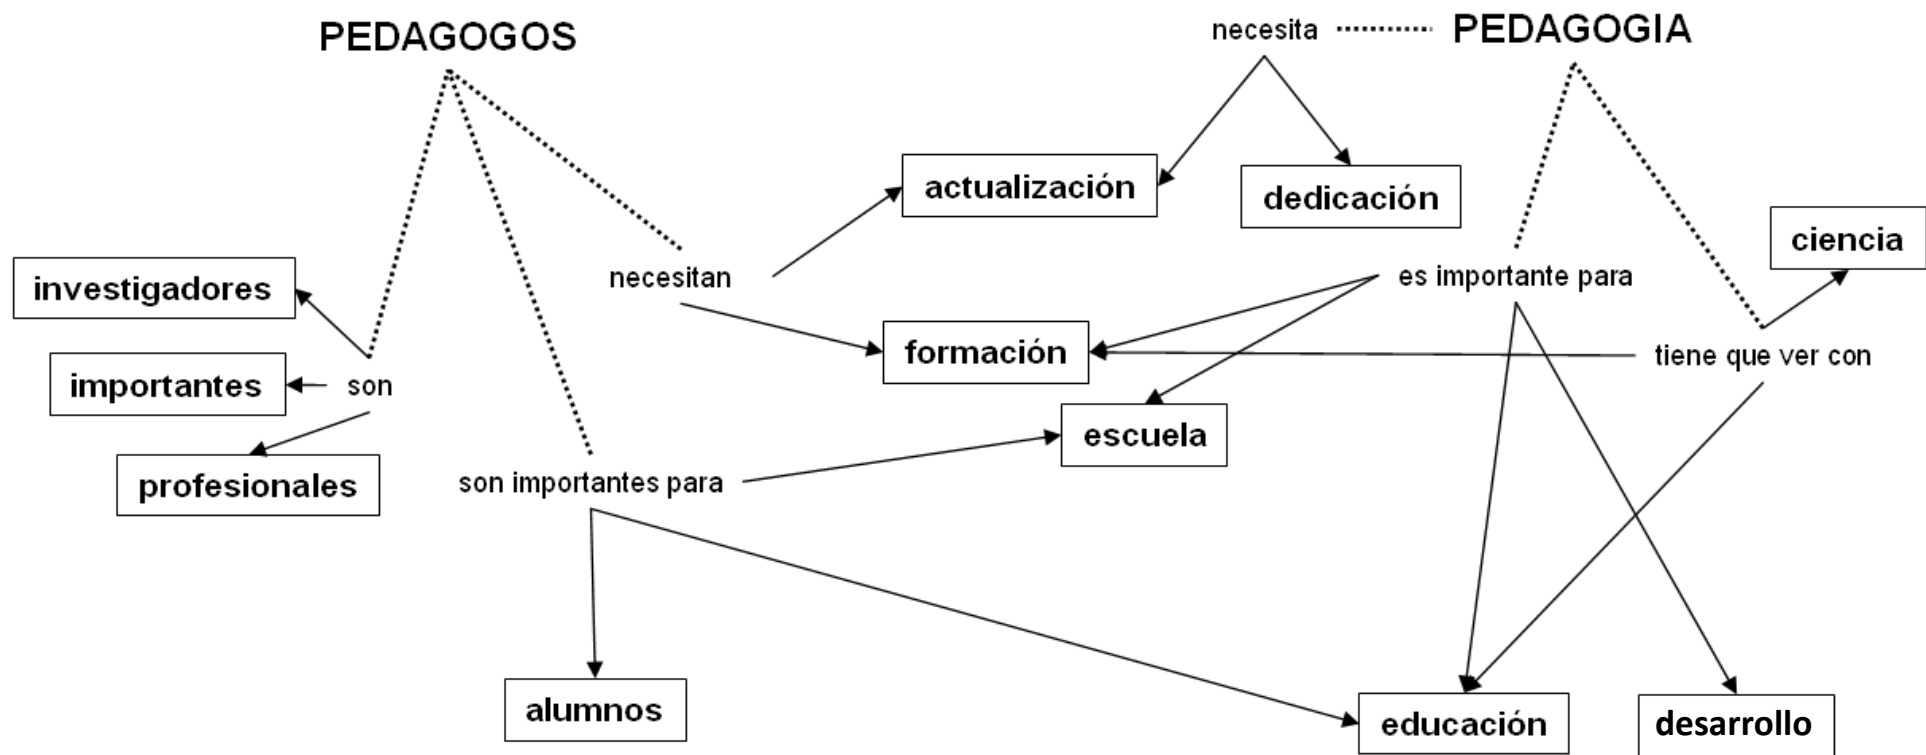 PEDAGOGOS
necesita
PEDAGOGIA
actualización
dedicación
ciencia
investigadores
necesitan
es importante para
formación
tiene que ver con
importantes
son
escuela
profesionales
son importantes para
alumnos
educación
desarrollo